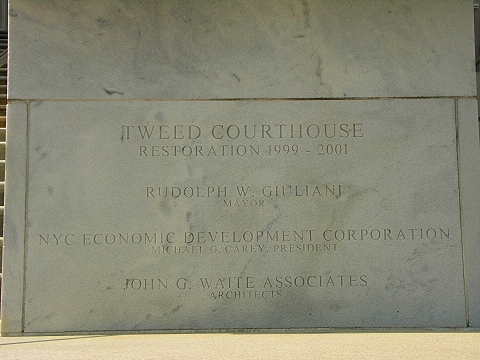 TWEED COURTHOUSE
RESTORATION 1999 - 2001
RUDOLPH W. GIULIANI
MAYOR
NYC ECONOMIC DEVELOPMENT CORPORATION
MICHAEL G. CAREY, PRESIDENT
JOHN G. WAITE ASSOCIATES
ARCHITECTS